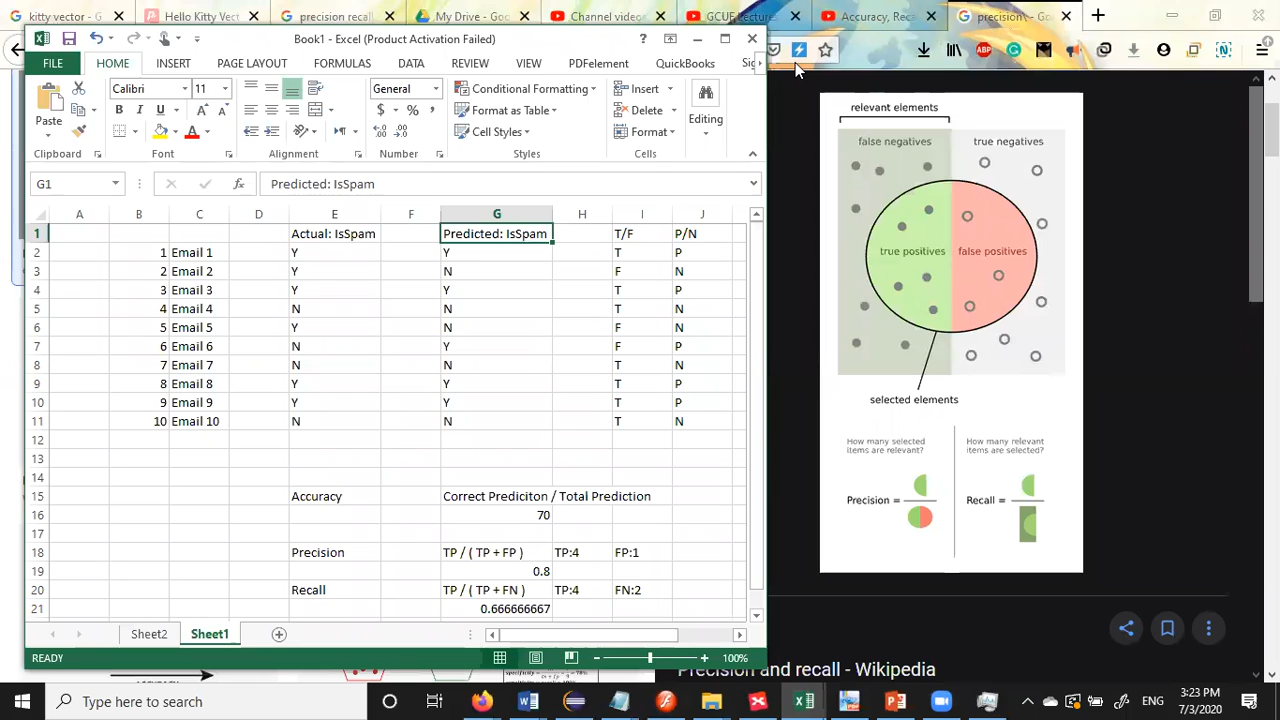 kitty vector - G
Hello Kitty Vect
precision recall
My Drive - Goo
Channel video
GCUF Lectures
Accuracy, Reca
precision\ - Go
Book1 - Excel (Product Activation Failed)
FILE HOME INSERT PAGE LAYOUT FORMULAS DATA REVIEW VIEW PDFelement QuickBooks
Calibri 11 General Conditional Formatting Insert
Paste B I U $ % , Format as Table Delete Editing
Cell Styles Format
Clipboard Font Alignment Number Styles Cells
G1 Predicted: IsSpam
A B C D E F G H I J
1 Actual: IsSpam Predicted: IsSpam T/F P/N
2 1 Email 1 Y Y T P
3 2 Email 2 Y N F N
4 3 Email 3 Y Y T P
5 4 Email 4 N N T N
6 5 Email 5 Y N F N
7 6 Email 6 N Y F P
8 7 Email 7 N N T N
9 8 Email 8 Y Y T P
10 9 Email 9 Y Y T P
11 10 Email 10 N N T N
12
13
14
15 Accuracy Correct Prediciton / Total Prediction
16 70
17
18 Precision TP / ( TP + FP ) TP:4 FP:1
19 0.8
20 Recall TP / ( TP + FN ) TP:4 FN:2
21 0.666666667
Sheet2 Sheet1
READY 100%
relevant elements
false negatives true negatives
true positives false positives
selected elements
How many selected
items are relevant?
How many relevant
items are selected?
Precision =
Recall =
Precision and recall - Wikipedia
Type here to search
ENG
3:23 PM
7/3/2020